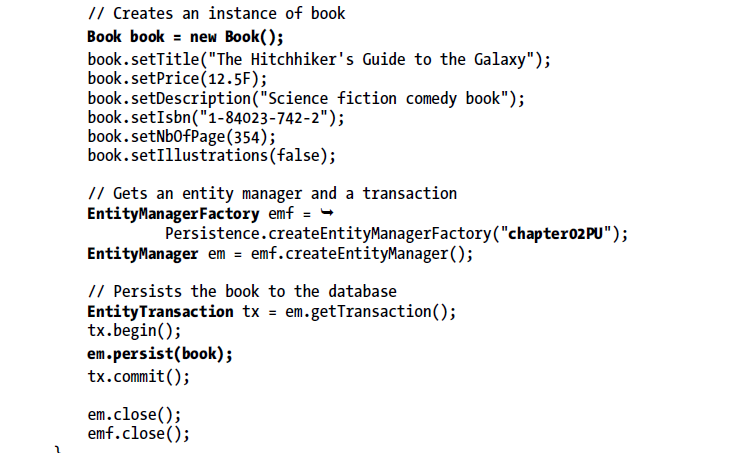 // Creates an instance of book
Book book = new Book();
book.setTitle("The Hitchhiker's Guide to the Galaxy");
book.setPrice(12.5F);
book.setDescription("Science fiction comedy book");
book.setIsbn("1-84023-742-2");
book.setNbOfPage(354);
book.setIllustrations(false);
// Gets an entity manager and a transaction
EntityManagerFactory emf = ➥
Persistence.createEntityManagerFactory("chapter02PU");
EntityManager em = emf.createEntityManager();
// Persists the book to the database
EntityTransaction tx = em.getTransaction();
tx.begin();
em.persist(book);
tx.commit();
em.close();
emf.close();
}